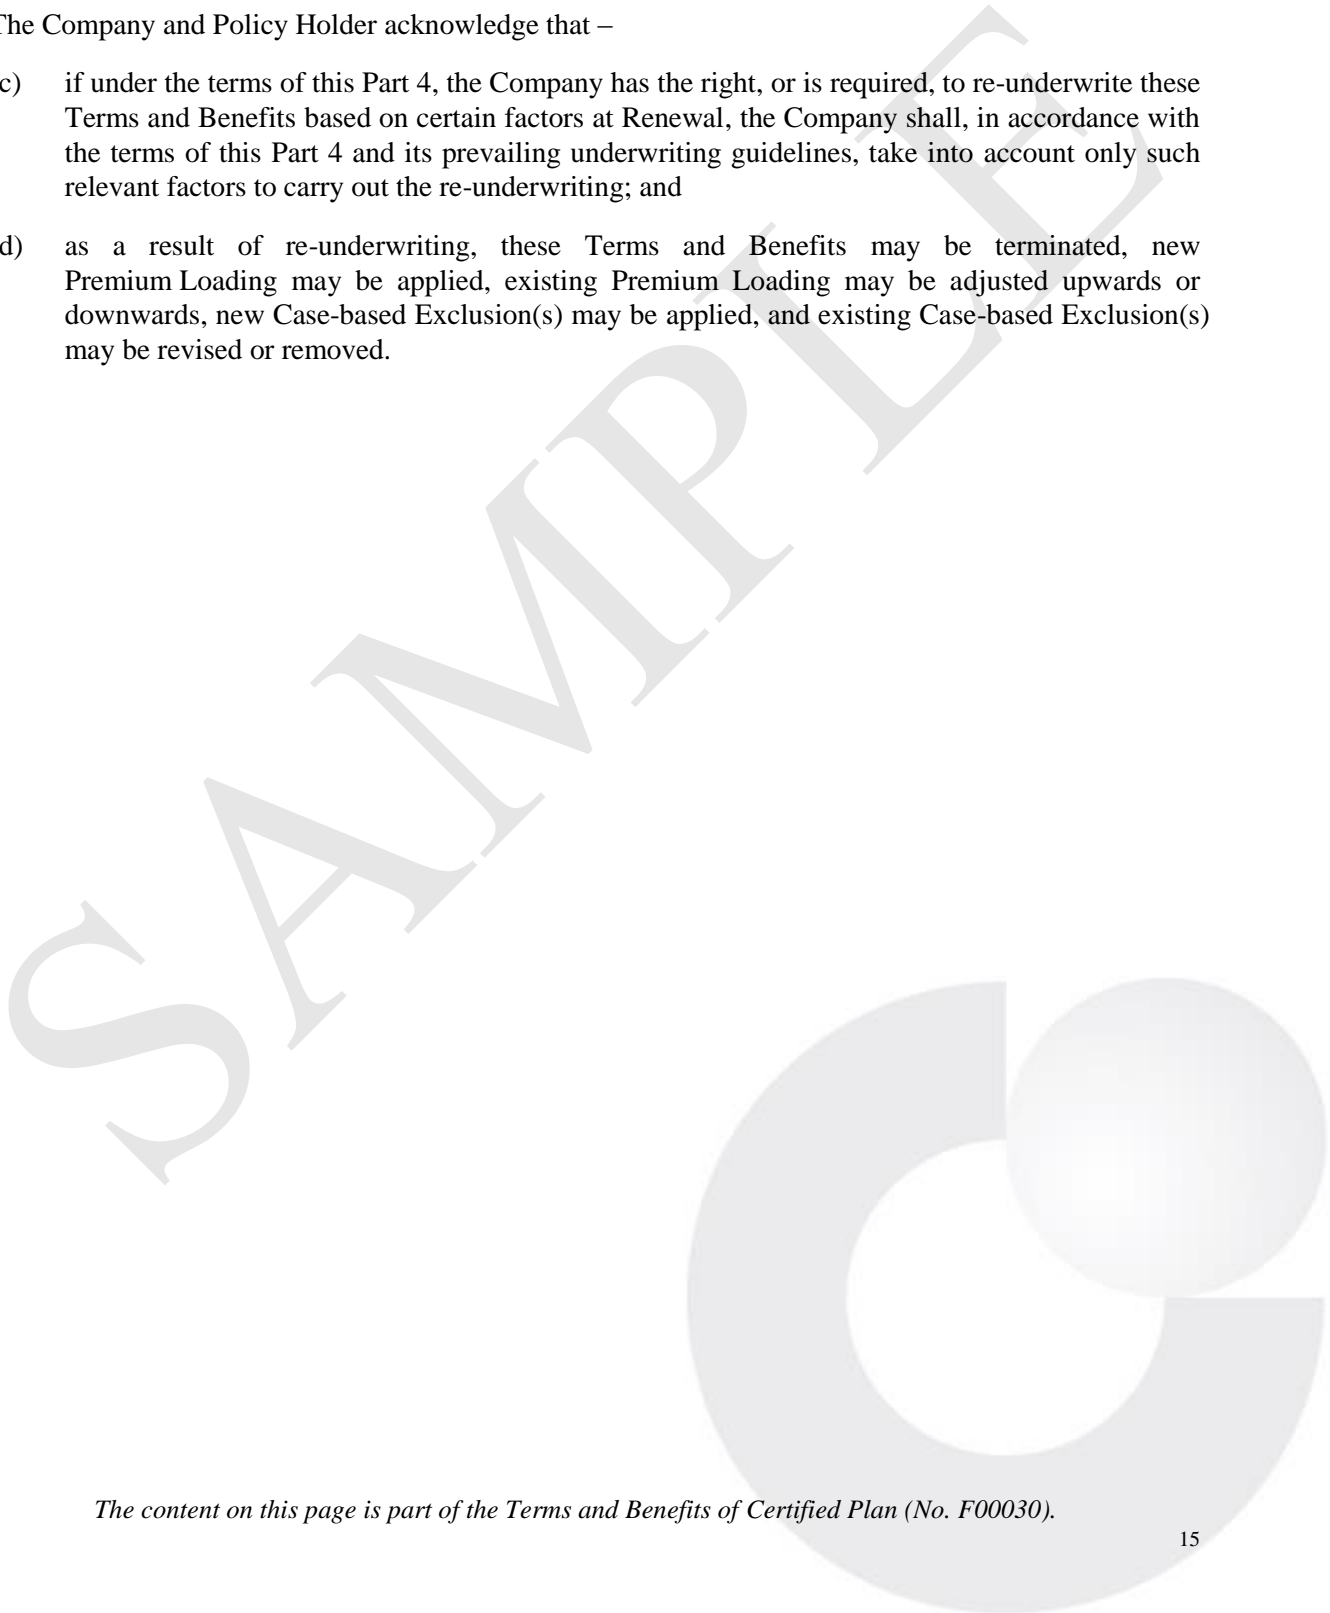 The Company and Policy Holder acknowledge that –
c) if under the terms of this Part 4, the Company has the right, or is required, to re-underwrite these
Terms and Benefits based on certain factors at Renewal, the Company shall, in accordance with
the terms of this Part 4 and its prevailing underwriting guidelines, take into account only such
relevant factors to carry out the re-underwriting; and
d) as a result of re-underwriting, these Terms and Benefits may be terminated, new
Premium Loading may be applied, existing Premium Loading may be adjusted upwards or
downwards, new Case-based Exclusion(s) may be applied, and existing Case-based Exclusion(s)
may be revised or removed.
SAMPLE
The content on this page is part of the Terms and Benefits of Certified Plan (No. F00030).
15